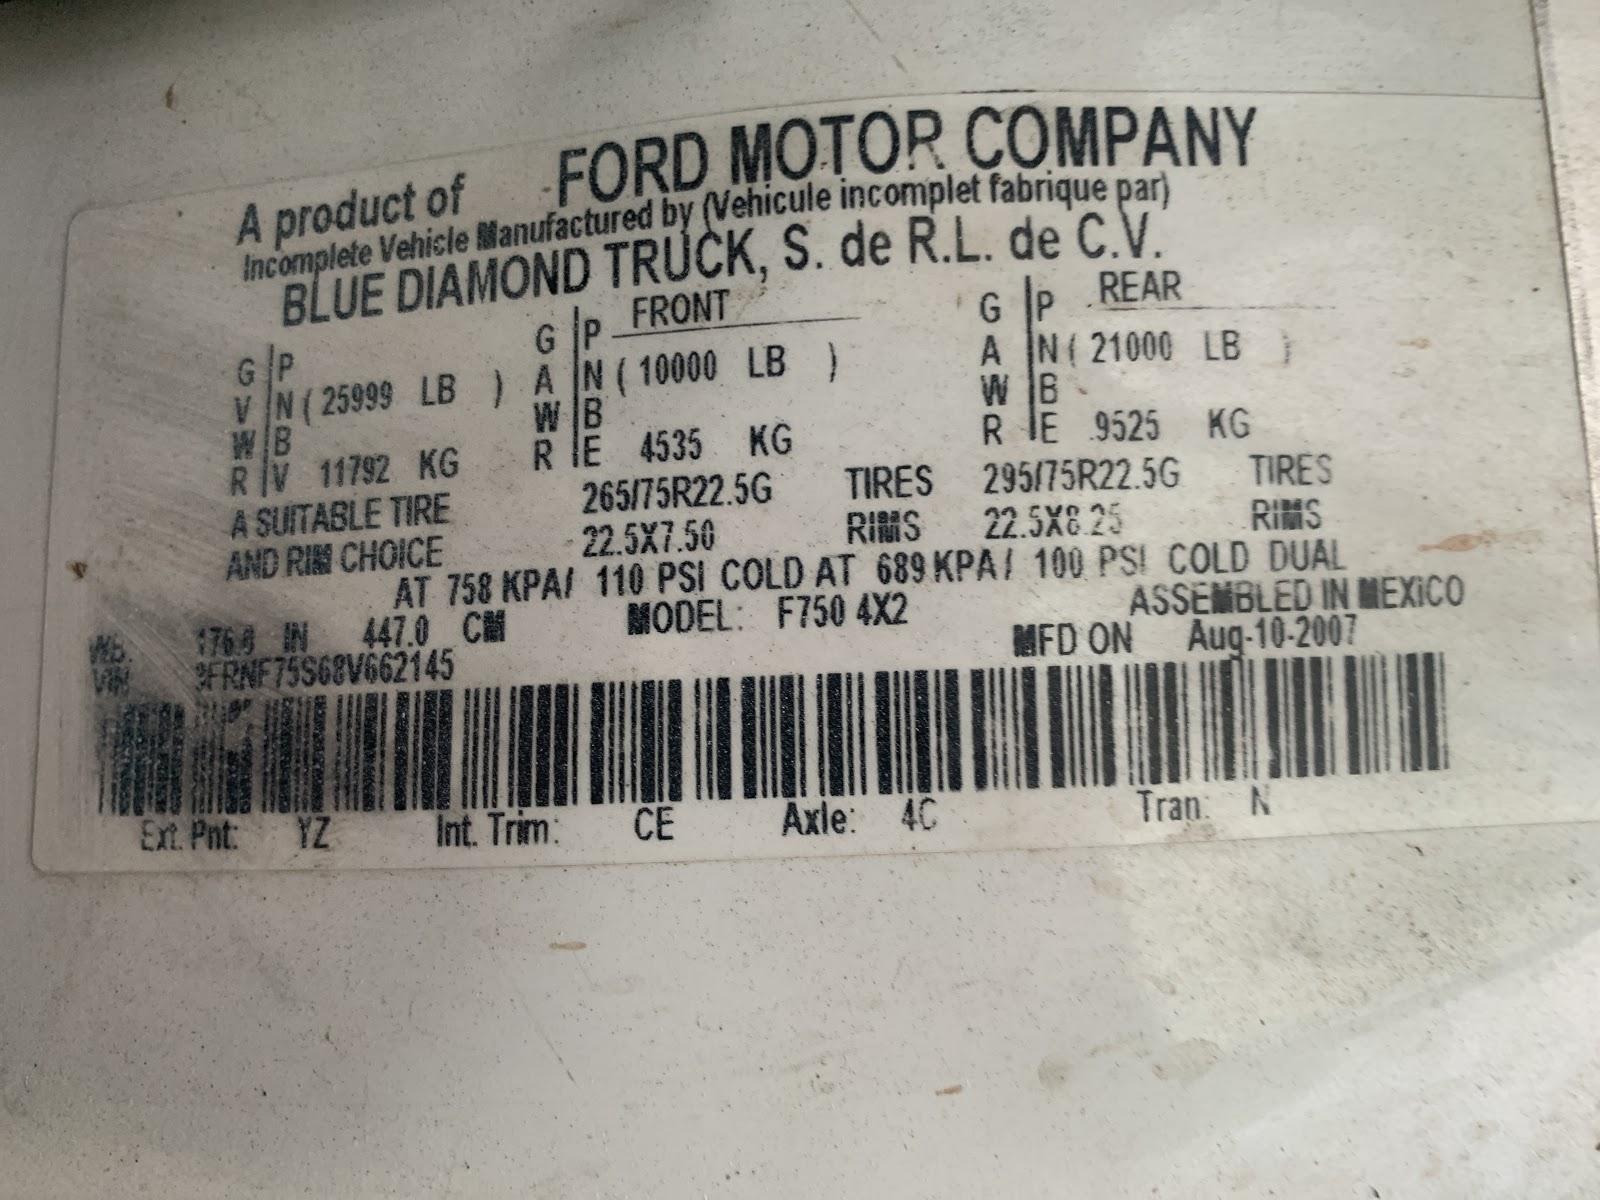 A product of FORD MOTOR COMPANY
Incomplete Vehicle Manufactured by (Vehicule incomplet fabrique par)
BLUE DIAMOND TRUCK, S. de R.L. de C.V.
FRONT REAR
G P G P G P
V N ( 25999 LB ) A N ( 10000 LB ) A N ( 21000 LB )
W B W B W B
R V 11792 KG R E 4535 KG R E 9525 KG
A SUITABLE TIRE 265/75R22.5G TIRES 295/75R22.5G TIRES
AND RIM CHOICE 22.5X7.50 RIMS 22.5X8.25 RIMS
AT 758 KPA/ 110 PSI COLD AT 689 KPA/ 100 PSI COLD DUAL
ASSEMBLED IN MEXICO
WB. 176.0 IN 447.0 CM MODEL: F750 4X2 MFD ON Aug-10-2007
VIN 3FRNF75S68V662145
Ext. Pnt: YZ Int. Trim: CE Axle: 4C Tran: N